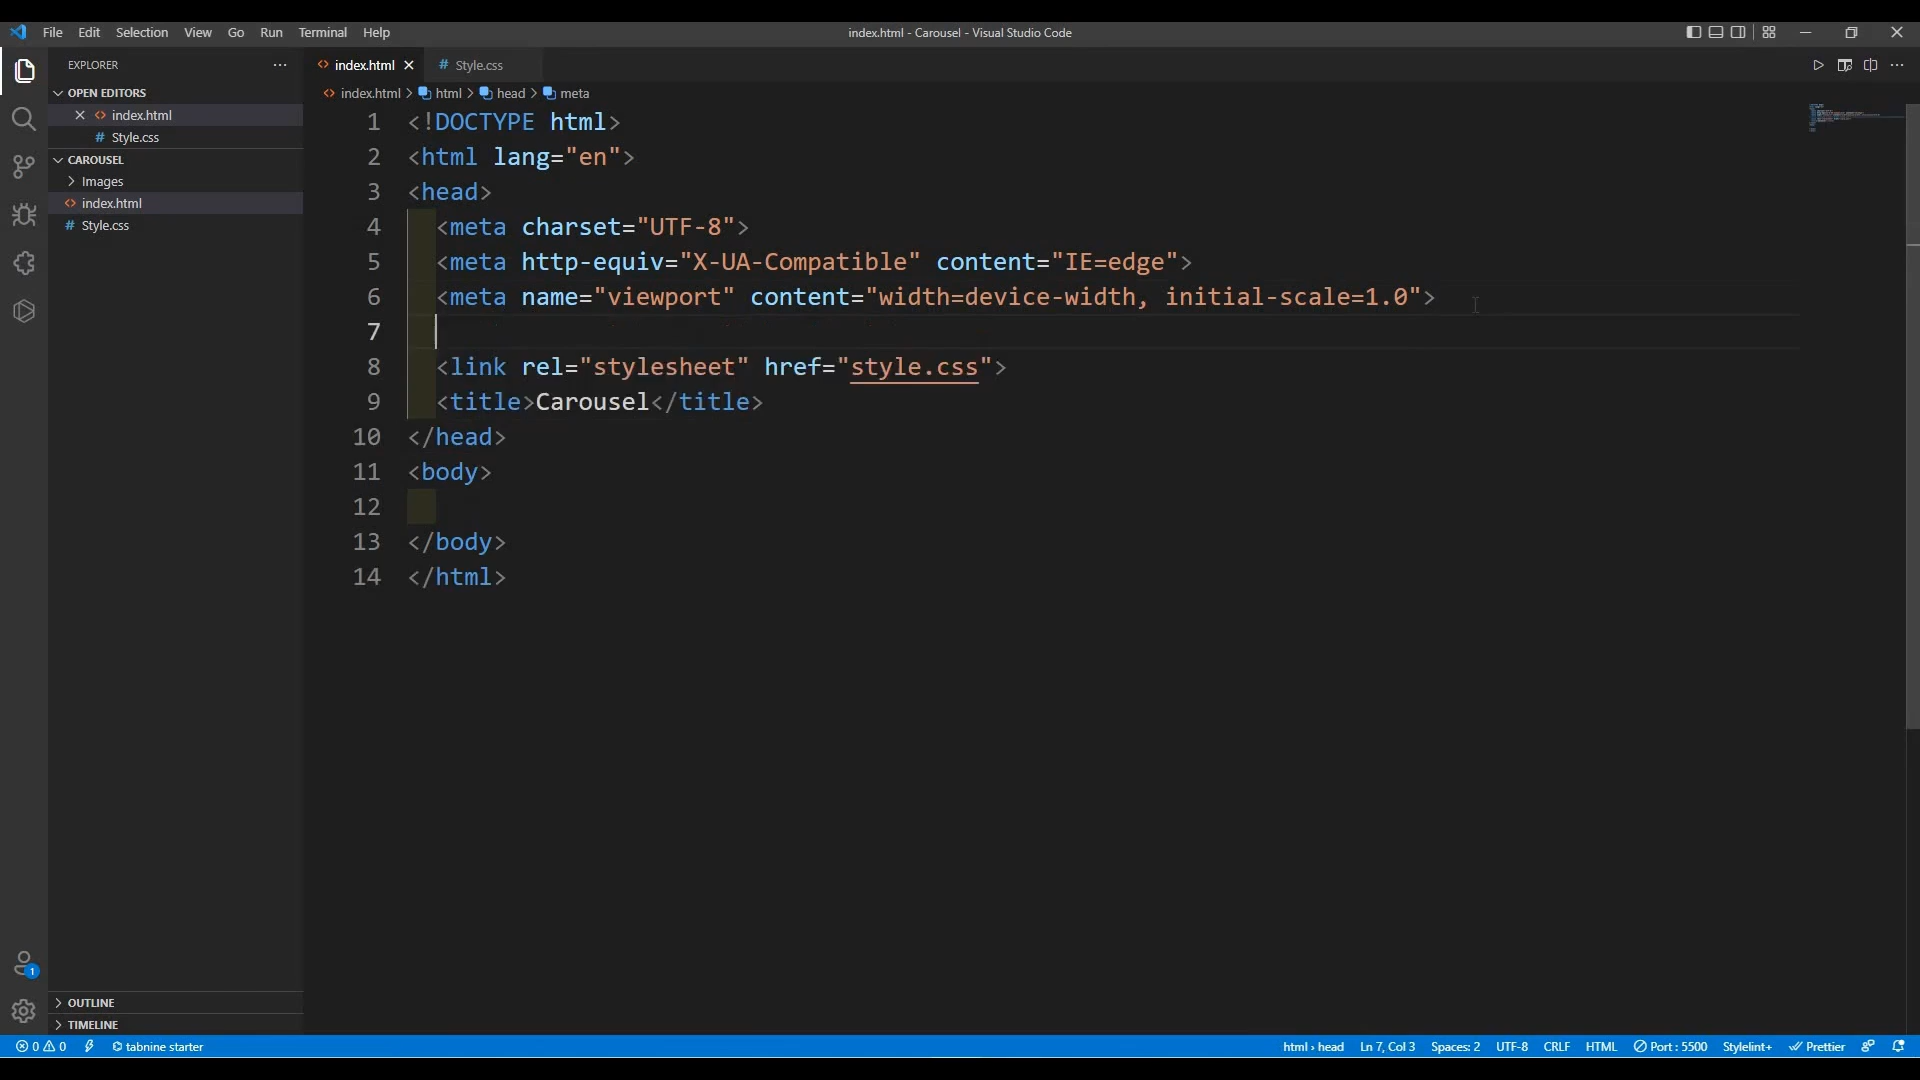 File Edit Selection View Go Run Terminal Help
index.html - Carousel - Visual Studio Code
EXPLORER
index.html
Style.css
OPEN EDITORS
index.html
Style.css
CAROUSEL
Images
index.html
Style.css
index.html > html > head > meta
1 <!DOCTYPE html>
2 <html lang="en">
3 <head>
4 <meta charset="UTF-8">
5 <meta http-equiv="X-UA-Compatible" content="IE=edge">
6 <meta name="viewport" content="width=device-width, initial-scale=1.0">
7
8 <link rel="stylesheet" href="style.css">
9 <title>Carousel</title>
10 </head>
11 <body>
12
13 </body>
14 </html>
1
OUTLINE
TIMELINE
0 0 tabnine starter
html › head Ln 7, Col 3 Spaces: 2 UTF-8 CRLF HTML Port : 5500 Stylelint+ Prettier